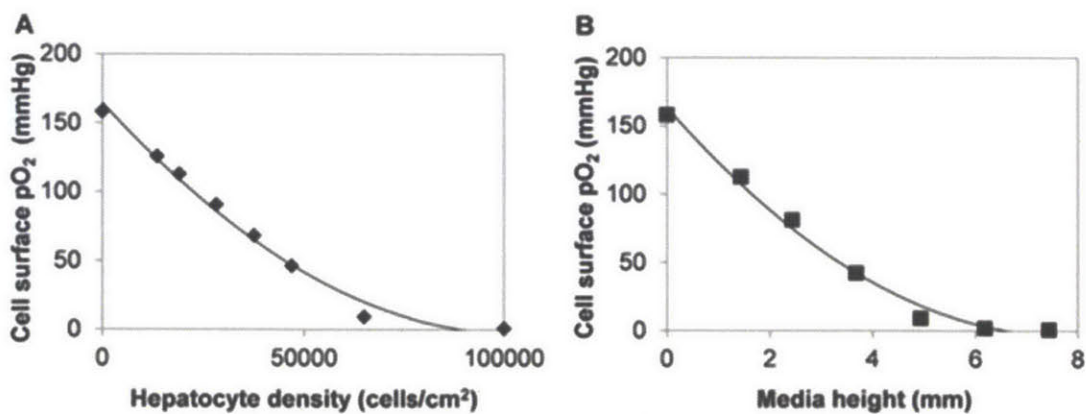 A
Cell surface pO₂ (mmHg)
200
150
100
50
0
0 50000 100000
Hepatocyte density (cells/cm²)
B
Cell surface pO₂ (mmHg)
200
150
100
50
0
0 2 4 6 8
Media height (mm)